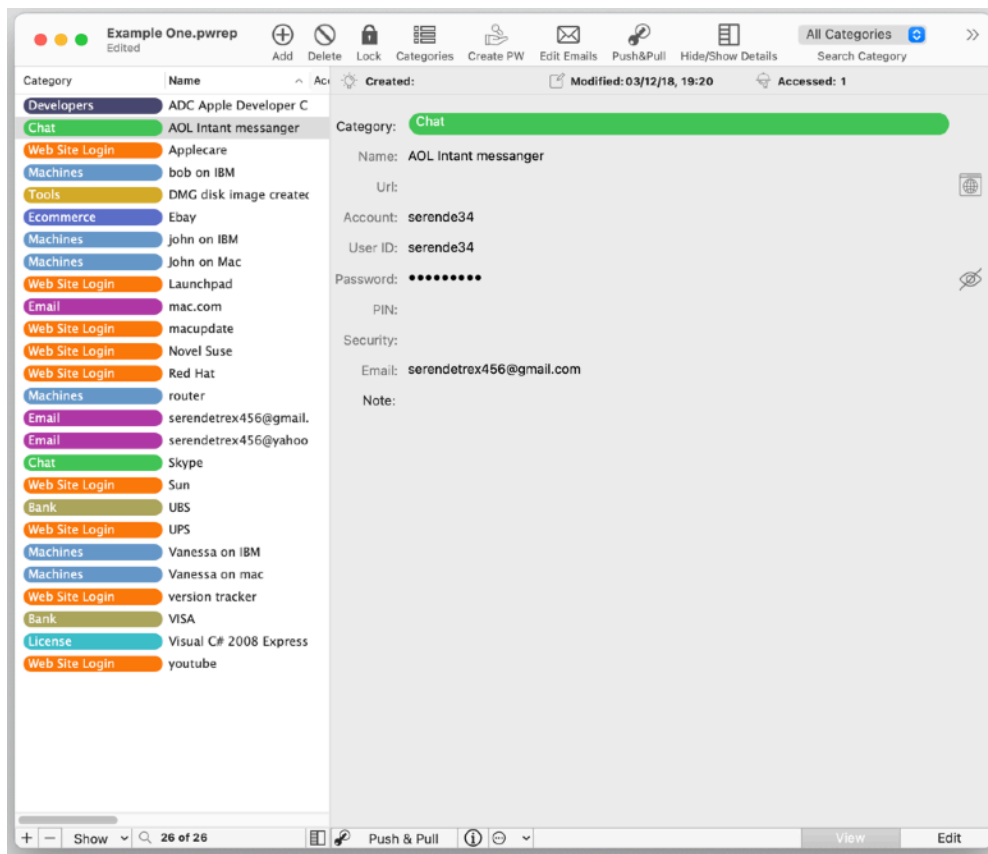 Example One.pwrep
Edited
Add Delete Lock Categories Create PW Edit Emails Push&Pull Hide/Show Details All Categories Search Category
Category Name Acc
Created: Modified: 03/12/18, 19:20 Accessed: 1
Developers ADC Apple Developer C
Chat AOL Intant messanger
Web Site Login Applecare
Machines bob on IBM
Tools DMG disk image created
Ecommerce Ebay
Machines john on IBM
Machines John on Mac
Web Site Login Launchpad
Email mac.com
Web Site Login macupdate
Web Site Login Novel Suse
Web Site Login Red Hat
Machines router
Email serendetrex456@gmail.
Email serendetrex456@yahoo
Chat Skype
Web Site Login Sun
Bank UBS
Web Site Login UPS
Machines Vanessa on IBM
Machines Vanessa on mac
Web Site Login version tracker
Bank VISA
License Visual C# 2008 Express
Web Site Login youtube
Category: Chat
Name: AOL Intant messanger
Url:
Account: serende34
User ID: serende34
Password: •••••••••
PIN:
Security:
Email: serendetrex456@gmail.com
Note:
+ − Show 26 of 26 Push & Pull View Edit